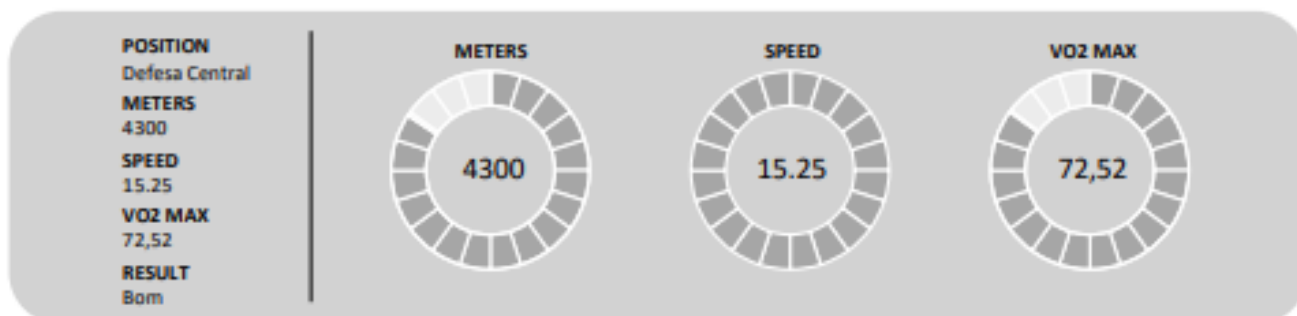 POSITION
Defesa Central
METERS
4300
SPEED
15.25
VO2 MAX
72,52
RESULT
Bom
METERS
4300
SPEED
15.25
VO2 MAX
72,52